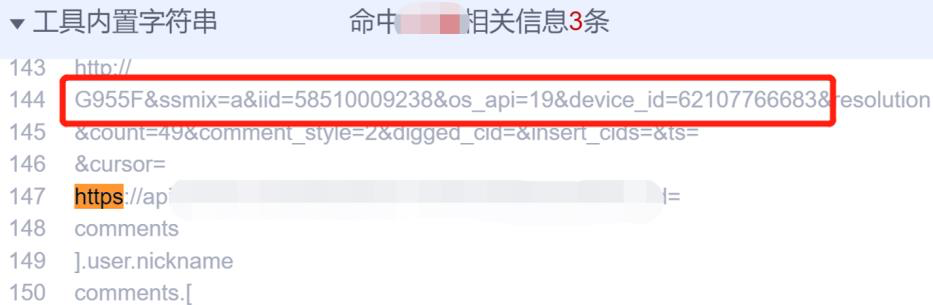 工具内置字符串 命中 相关信息3条
143 http://
144 G955F&ssmix=a&iid=58510009238&os_api=19&device_id=62107766683&resolution
145 &count=49&comment_style=2&digged_cid=&insert_cids=&ts=
146 &cursor=
147 https://api =
148 comments
149 ].user.nickname
150 comments.[